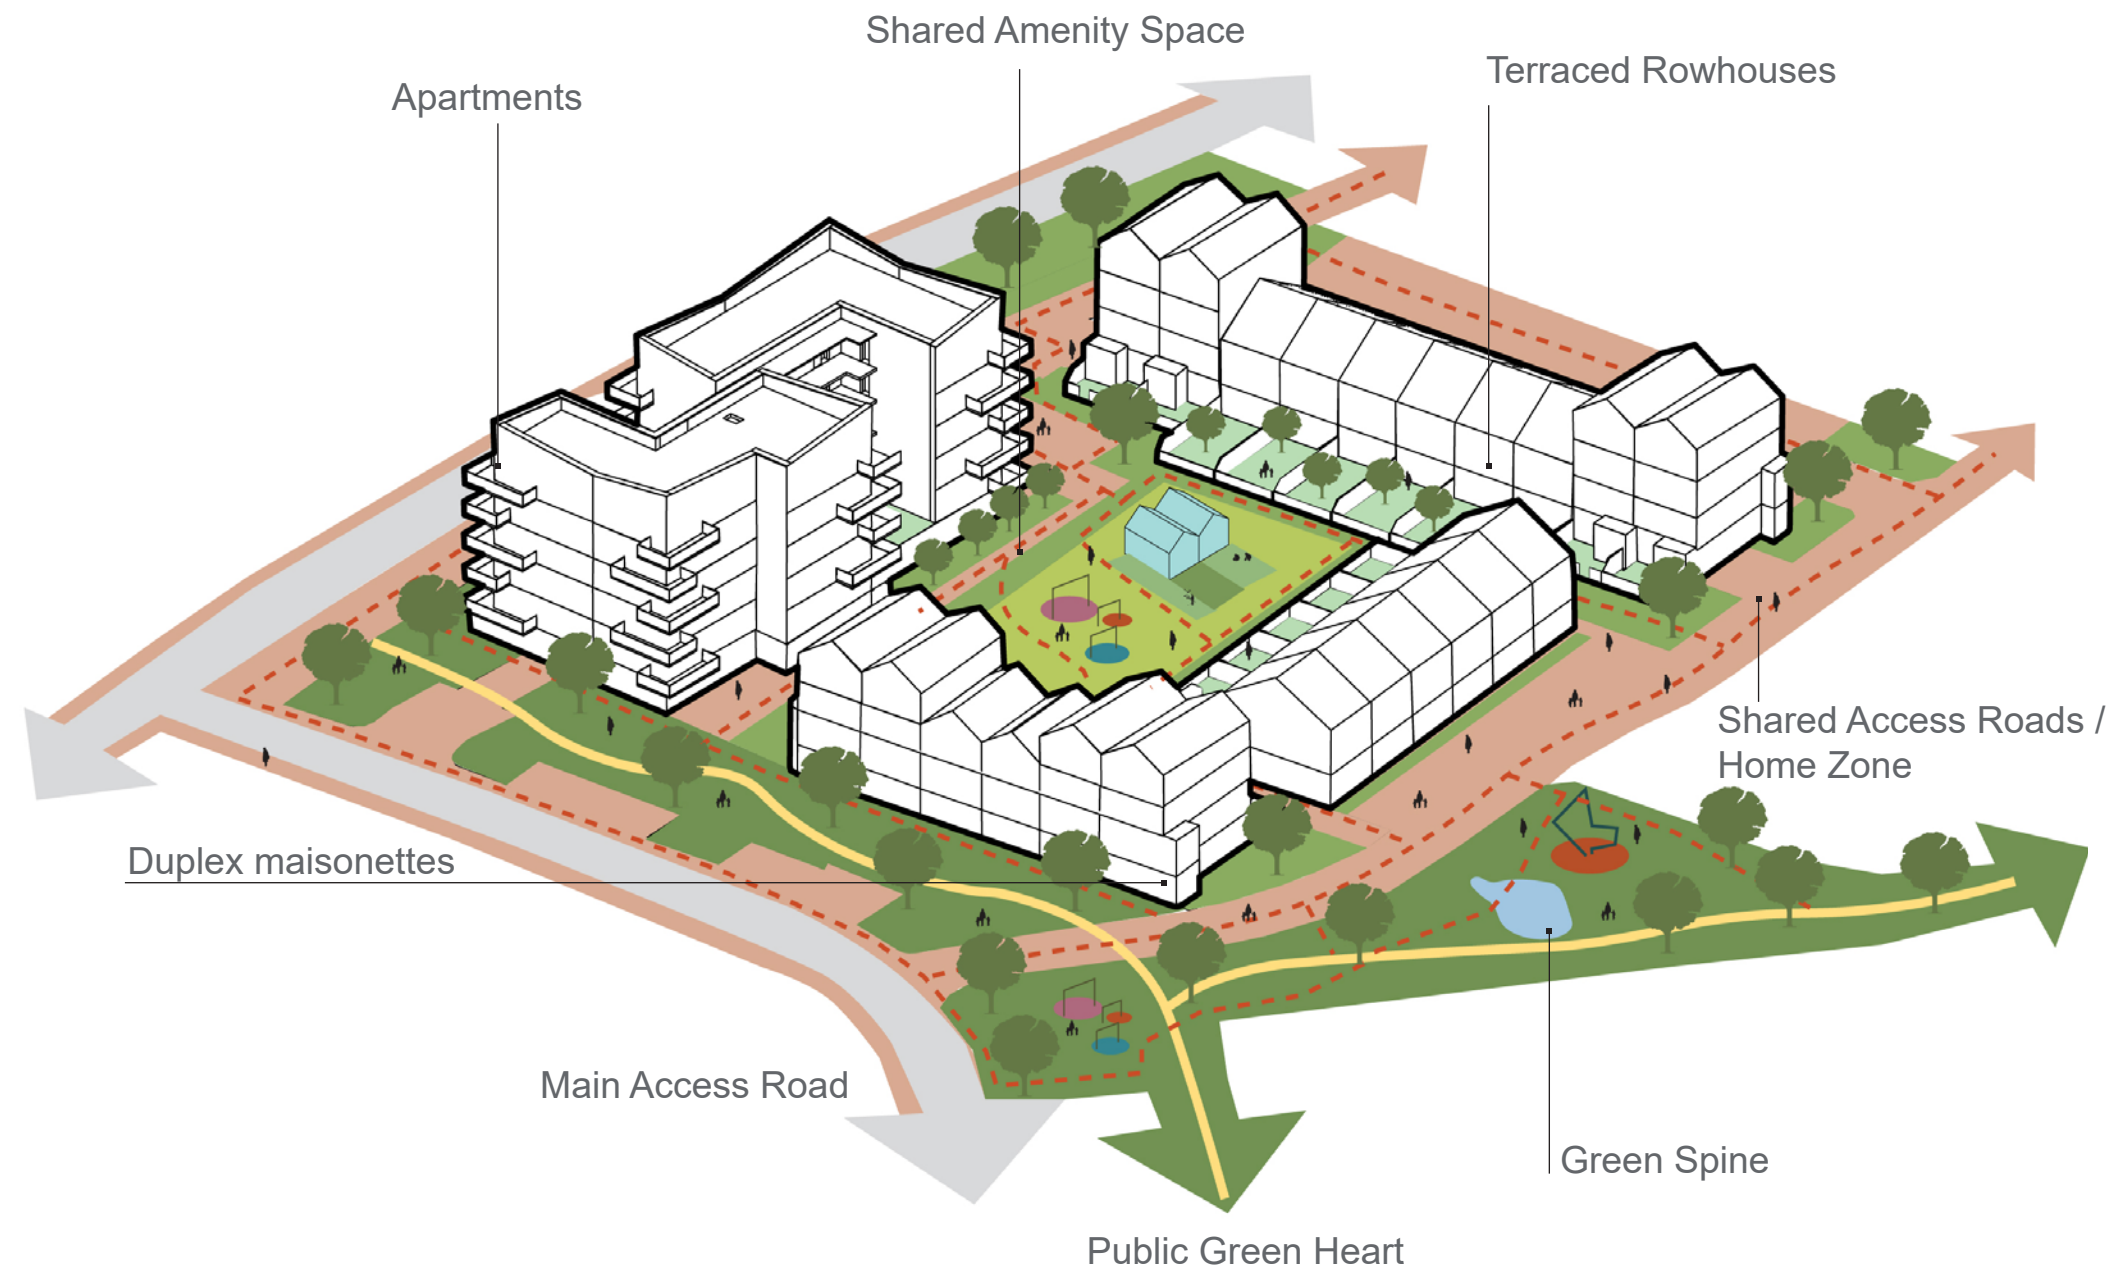 Shared Amenity Space
Terraced Rowhouses
Apartments
Shared Access Roads /
Home Zone
Duplex maisonettes
Main Access Road
Green Spine
Public Green Heart